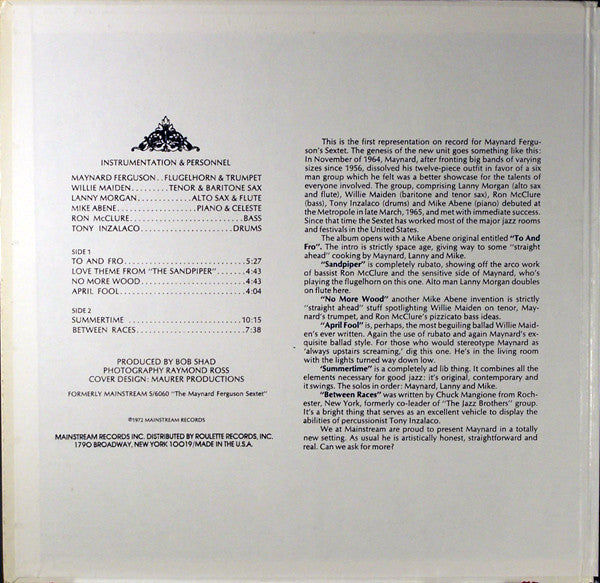 INSTRUMENTATION & PERSONNEL
MAYNARD FERGUSON..FLUGELHORN & TRUMPET
WILLIE MAIDEN.........TENOR & BARITONE SAX
LANNY MORGAN...........ALTO SAX & FLUTE
MIKE ABENE..................PIANO & CELESTE
RON McCLURE.......................BASS
TONY INZALACO.....................DRUMS
SIDE 1
TO AND FRO........................5:27
LOVE THEME FROM "THE SANDPIPER".......4:43
NO MORE WOOD.....................4:43
APRIL FOOL........................4:04
SIDE 2
SUMMERTIME.......................10:15
BETWEEN RACES.....................7:38
PRODUCED BY BOB SHAD
PHOTOGRAPHY RAYMOND ROSS
COVER DESIGN: MAURER PRODUCTIONS
FORMERLY MAINSTREAM S/6060 "The Maynard Ferguson Sextet"
©1972 MAINSTREAM RECORDS
MAINSTREAM RECORDS INC. DISTRIBUTED BY ROULETTE RECORDS, INC.
1790 BROADWAY, NEW YORK 10019/MADE IN THE U.S.A.
This is the first representation on record for Maynard Fergu-
son's Sextet. The genesis of the new unit goes something like this:
In November of 1964, Maynard, after fronting big bands of varying
sizes since 1956, dissolved his twelve-piece outfit in favor of a six
man group which he felt was a better showcase for the talents of
everyone involved. The group, comprising Lanny Morgan (alto sax
and flute), Willie Maiden (baritone and tenor sax), Ron McClure
(bass), Tony Inzalaco (drums) and Mike Abene (piano) debuted at
the Metropole in late March, 1965, and met with immediate success.
Since that time the Sextet has worked most of the major jazz rooms
and festivals in the United States.
The album opens with a Mike Abene original entitled "To And
Fro". The intro is strictly space age, giving way to some "straight
ahead" cooking by Maynard, Lanny and Mike.
"Sandpiper" is completely rubato, showing off the arco work
of bassist Ron McClure and the sensitive side of Maynard, who's
playing the flugelhorn on this one. Alto man Lanny Morgan doubles
on flute here.
"No More Wood" another Mike Abene invention is strictly
"straight ahead" stuff spotlighting Willie Maiden on tenor, May-
nard's trumpet, and Ron McClure's pizzicato bass ideas.
"April Fool" is, perhaps, the most beguiling ballad Willie Maid-
en's ever written. Again the use of rubato and again Maynard's ex-
quisite ballad style. For those who would stereotype Maynard as
'always upstairs screaming,' dig this one. He's in the living room
with the lights turned way down low.
'Summertime" is a completely ad lib thing. It combines all the
elements necessary for good jazz: it's original, contemporary and
it swings. The solos in order: Maynard, Lanny and Mike.
"Between Races" was written by Chuck Mangione from Roch-
ester, New York, formerly co-leader of "The Jazz Brothers" group.
It's a bright thing that serves as an excellent vehicle to display the
abilities of percussionist Tony Inzalaco.
We at Mainstream are proud to present Maynard in a totally
new setting. As usual he is artistically honest, straightforward and
real. Can we ask for more?